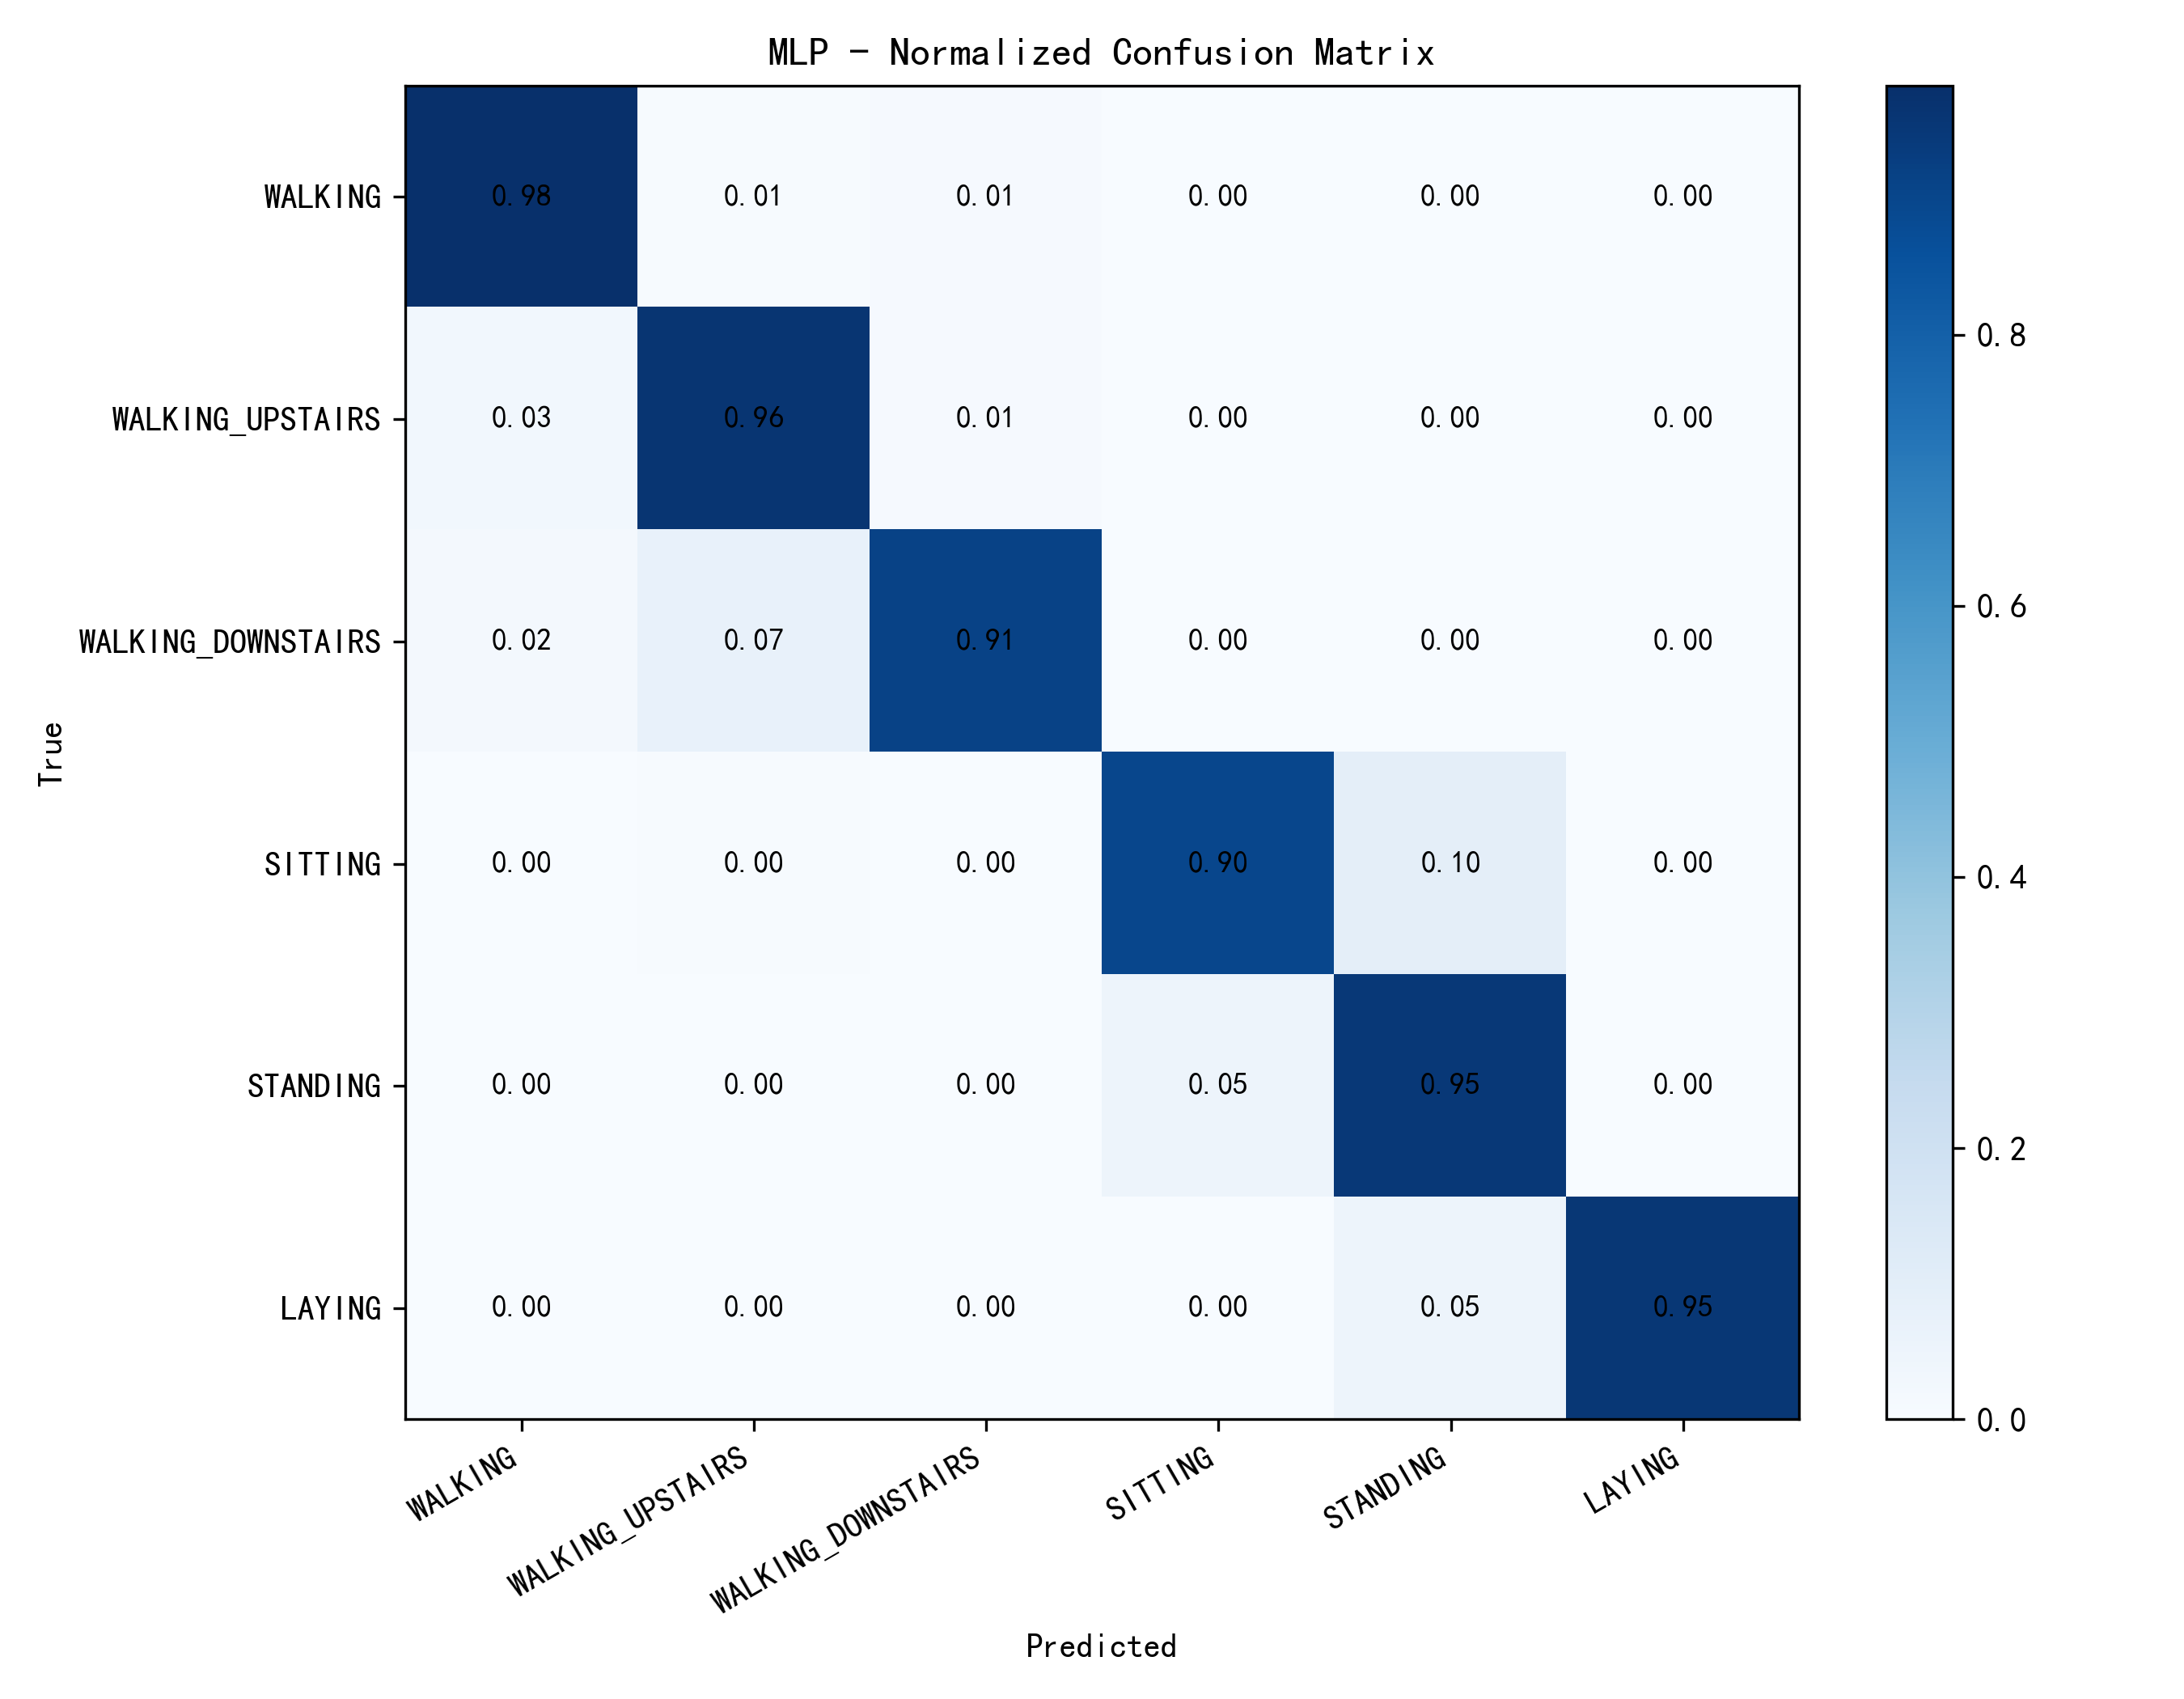 MLP - Normalized Confusion Matrix
WALKING 0.98 0.01 0.01 0.00 0.00 0.00
WALKING_UPSTAIRS 0.03 0.96 0.01 0.00 0.00 0.00
WALKING_DOWNSTAIRS 0.02 0.07 0.91 0.00 0.00 0.00
SITTING 0.00 0.00 0.00 0.90 0.10 0.00
STANDING 0.00 0.00 0.00 0.05 0.95 0.00
LAYING 0.00 0.00 0.00 0.00 0.05 0.95
True
WALKING
WALKING_UPSTAIRS
WALKING_DOWNSTAIRS
SITTING
STANDING
LAYING
Predicted
0.8
0.6
0.4
0.2
0.0